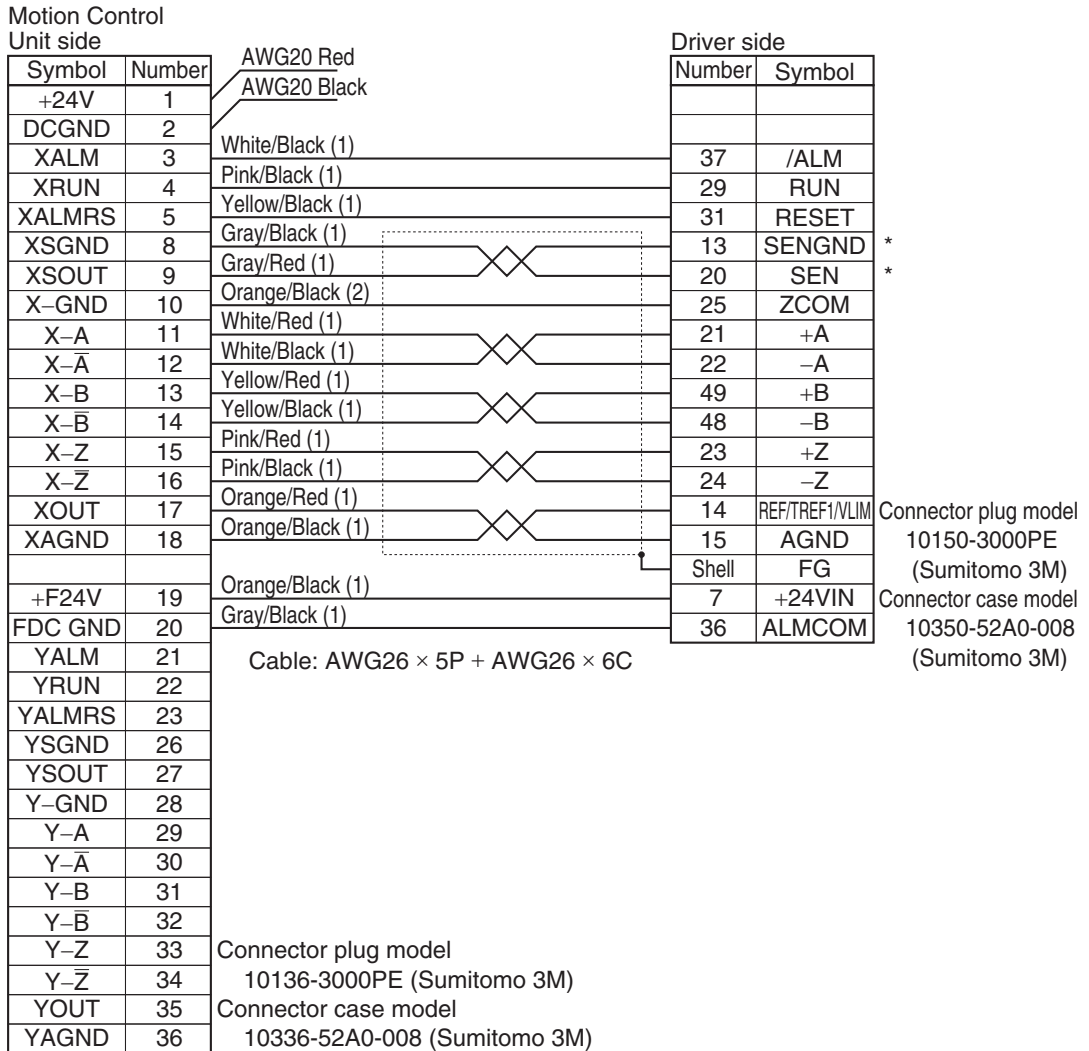 Motion Control
Unit side
Driver side
Symbol Number AWG20 Red Number Symbol
+24V 1 AWG20 Black
DCGND 2
XALM 3 White/Black (1) 37 /ALM
XRUN 4 Pink/Black (1) 29 RUN
XALMRS 5 Yellow/Black (1) 31 RESET
XSGND 8 Gray/Black (1) 13 SENGND *
XSOUT 9 Gray/Red (1) 20 SEN *
X–GND 10 Orange/Black (2) 25 ZCOM
X–A 11 White/Red (1) 21 +A
X–A̅ 12 White/Black (1) 22 –A
X–B 13 Yellow/Red (1) 49 +B
X–B̅ 14 Yellow/Black (1) 48 –B
X–Z 15 Pink/Red (1) 23 +Z
X–Z̅ 16 Pink/Black (1) 24 –Z
XOUT 17 Orange/Red (1) 14 REF/TREF1/VLIM Connector plug model
XAGND 18 Orange/Black (1) 15 AGND 10150-3000PE
Shell FG (Sumitomo 3M)
+F24V 19 Orange/Black (1) 7 +24VIN Connector case model
FDC GND 20 Gray/Black (1) 36 ALMCOM 10350-52A0-008
YALM 21 Cable: AWG26 × 5P + AWG26 × 6C (Sumitomo 3M)
YRUN 22
YALMRS 23
YSGND 26
YSOUT 27
Y–GND 28
Y–A 29
Y–A̅ 30
Y–B 31
Y–B̅ 32
Y–Z 33 Connector plug model
Y–Z̅ 34 10136-3000PE (Sumitomo 3M)
YOUT 35 Connector case model
YAGND 36 10336-52A0-008 (Sumitomo 3M)